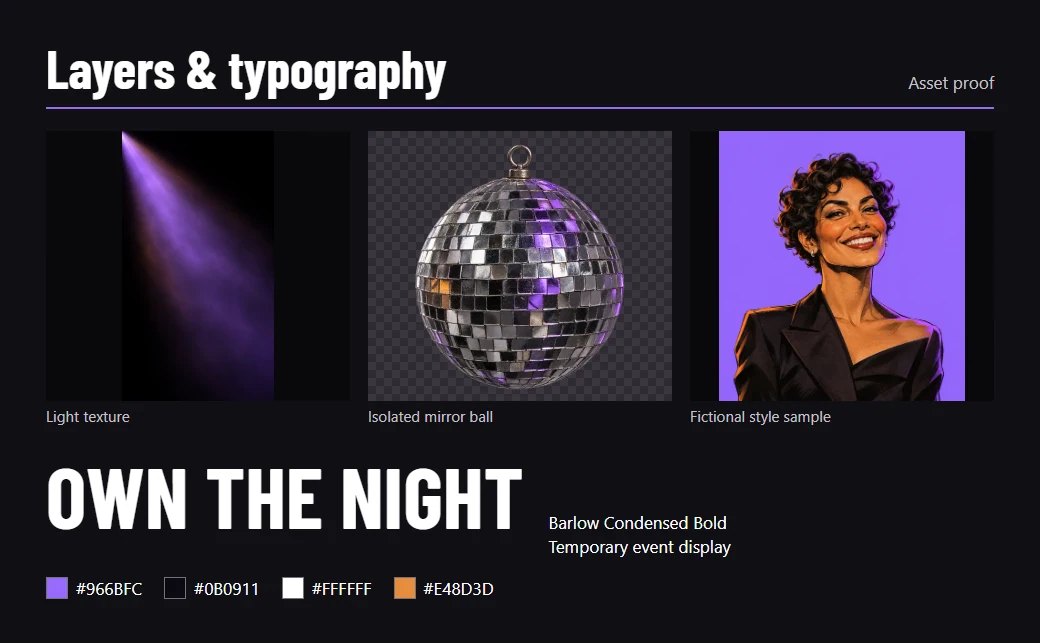 Layers & typography
Asset proof
Light texture
Isolated mirror ball
Fictional style sample
OWN THE NIGHT
Barlow Condensed Bold
Temporary event display
#966BFC
#0B0911
#FFFFFF
#E48D3D